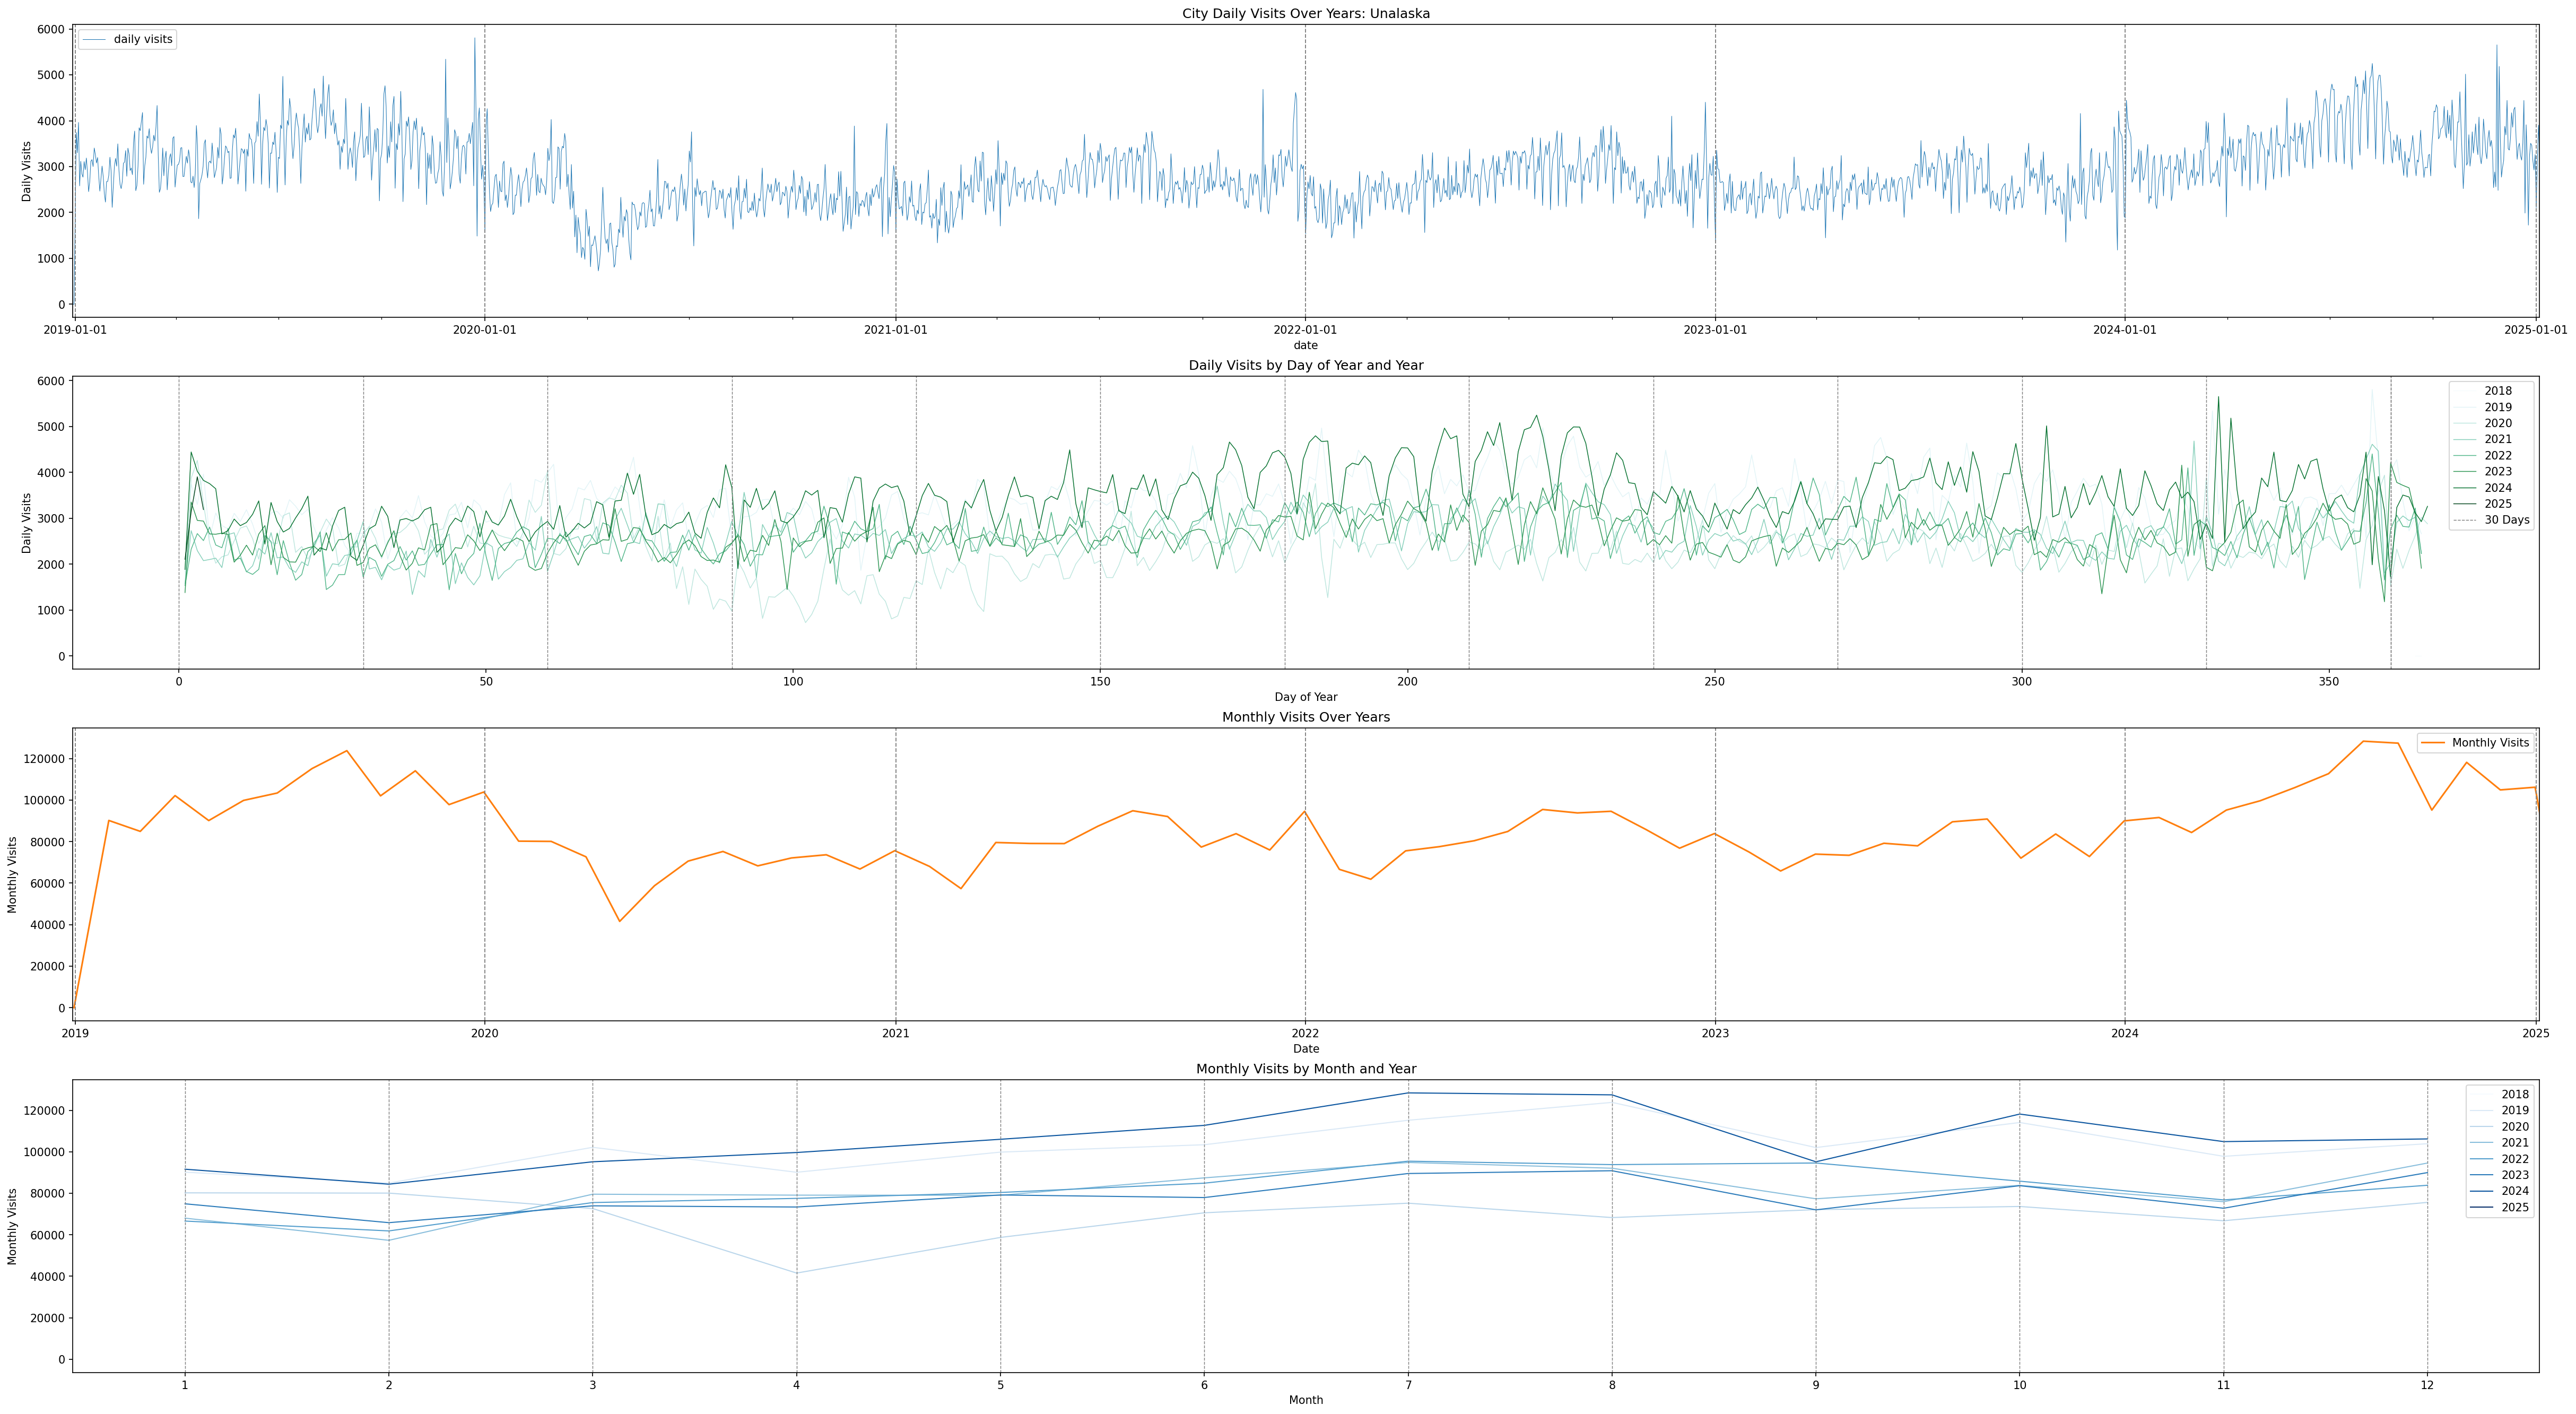 City Daily Visits Over Years: Unalaska
daily visits
Daily Visits
6000
5000
4000
3000
2000
1000
0
2019-01-01 2020-01-01 2021-01-01 2022-01-01 2023-01-01 2024-01-01 2025-01-01
date
Daily Visits by Day of Year and Year
Daily Visits
6000
5000
4000
3000
2000
1000
0
2018
2019
2020
2021
2022
2023
2024
2025
30 Days
0 50 100 150 200 250 300 350
Day of Year
Monthly Visits Over Years
Monthly Visits
Monthly Visits
120000
100000
80000
60000
40000
20000
0
2019 2020 2021 2022 2023 2024 2025
Date
Monthly Visits by Month and Year
Monthly Visits
120000
100000
80000
60000
40000
20000
0
2018
2019
2020
2021
2022
2023
2024
2025
1 2 3 4 5 6 7 8 9 10 11 12
Month